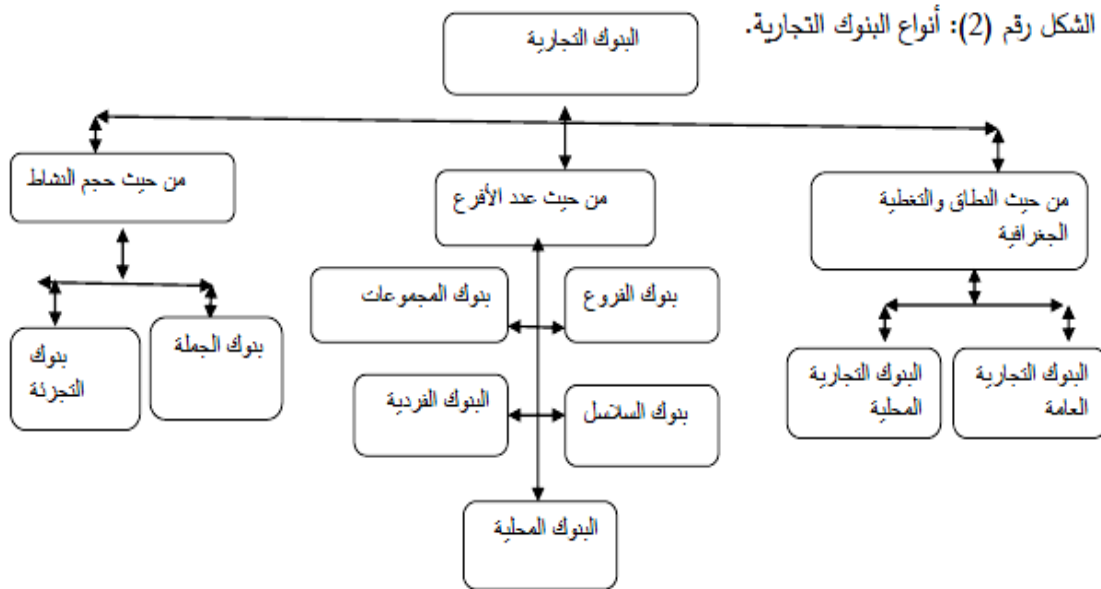 الشكل رقم (2): أنواع البنوك التجارية.
البنوك التجارية
من حيث النطاق والتغطية
الجغرافية
من حيث عدد الأفرع
من حيث حجم النشاط
البنوك التجارية
العامة
البنوك التجارية
المحلية
بنوك الفروع
بنوك المجموعات
بنوك السلاسل
البنوك الفردية
البنوك المحلية
بنوك الجملة
بنوك
التجزئة